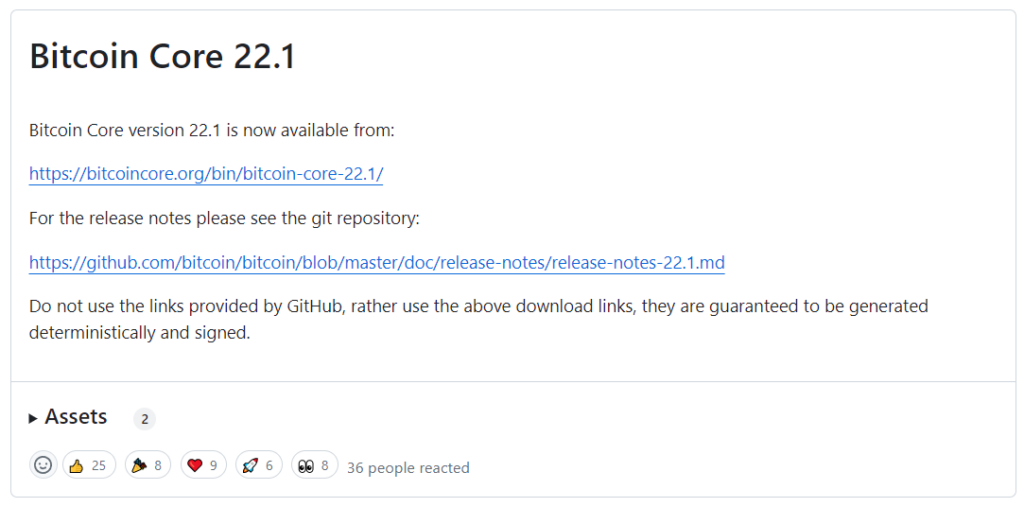 Bitcoin Core 22.1
Bitcoin Core version 22.1 is now available from:
https://bitcoincore.org/bin/bitcoin-core-22.1/
For the release notes please see the git repository:
https://github.com/bitcoin/bitcoin/blob/master/doc/release-notes/release-notes-22.1.md
Do not use the links provided by GitHub, rather use the above download links, they are guaranteed to be generated
deterministically and signed.
Assets 2
25 8 9 6 8 36 people reacted